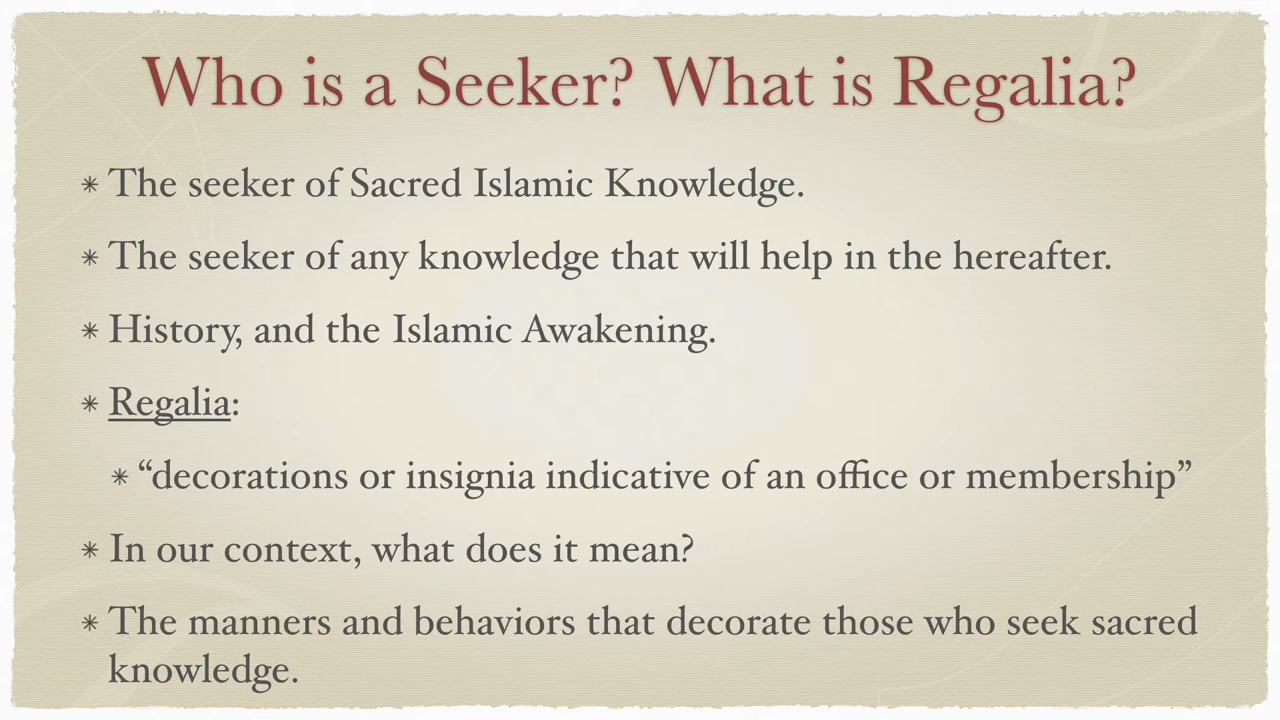 Who is a Seeker? What is Regalia?
* The seeker of Sacred Islamic Knowledge.
* The seeker of any knowledge that will help in the hereafter.
* History, and the Islamic Awakening.
* Regalia:
* “decorations or insignia indicative of an office or membership”
* In our context, what does it mean?
* The manners and behaviors that decorate those who seek sacred
knowledge.